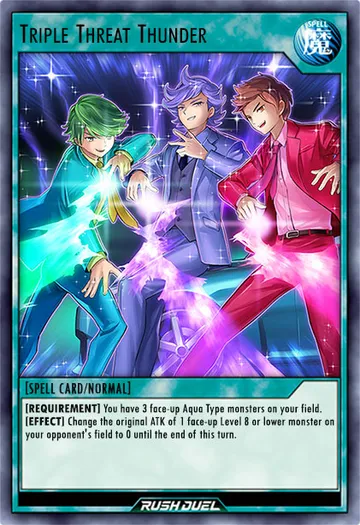 TRIPLE THREAT THUNDER
SPELL
魔
[SPELL CARD/NORMAL]
[REQUIREMENT] You have 3 face-up Aqua Type monsters on your field.
[EFFECT] Change the original ATK of 1 face-up Level 8 or lower monster on
your opponent's field to 0 until the end of this turn.
RUSH DUEL